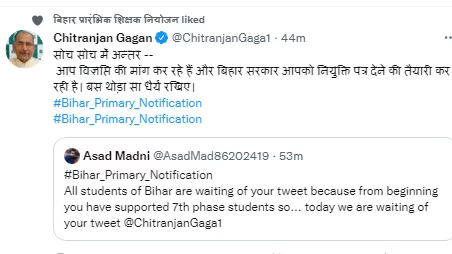 बिहार प्रारंभिक शिक्षक नियोजन liked
Chitranjan Gagan @ChitranjanGaga1 · 44m
सोच सोच में अन्तर --
आप विज्ञप्ति की मांग कर रहे हैं और बिहार सरकार आपको नियुक्ति पत्र देने की तैयारी कर
रही है। बस थोड़ा सा धैर्य रखिए।
#Bihar_Primary_Notification
#Bihar_Primary_Notification
Asad Madni @AsadMad86202419 · 53m
#Bihar_Primary_Notification
All students of Bihar are waiting of your tweet because from beginning
you have supported 7th phase students so... today we are waiting of
your tweet @ChitranjanGaga1